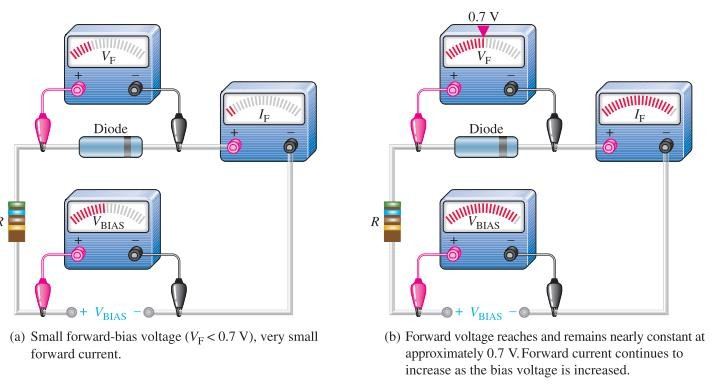 0.7 V
V_F
V_F
+ −
+ −
I_F
I_F
Diode
+ −
Diode
+ −
R
V_BIAS
R
V_BIAS
+ −
+ −
+ V_BIAS −
+ V_BIAS −
(a) Small forward-bias voltage (V_F < 0.7 V), very small
forward current.
(b) Forward voltage reaches and remains nearly constant at
approximately 0.7 V. Forward current continues to
increase as the bias voltage is increased.